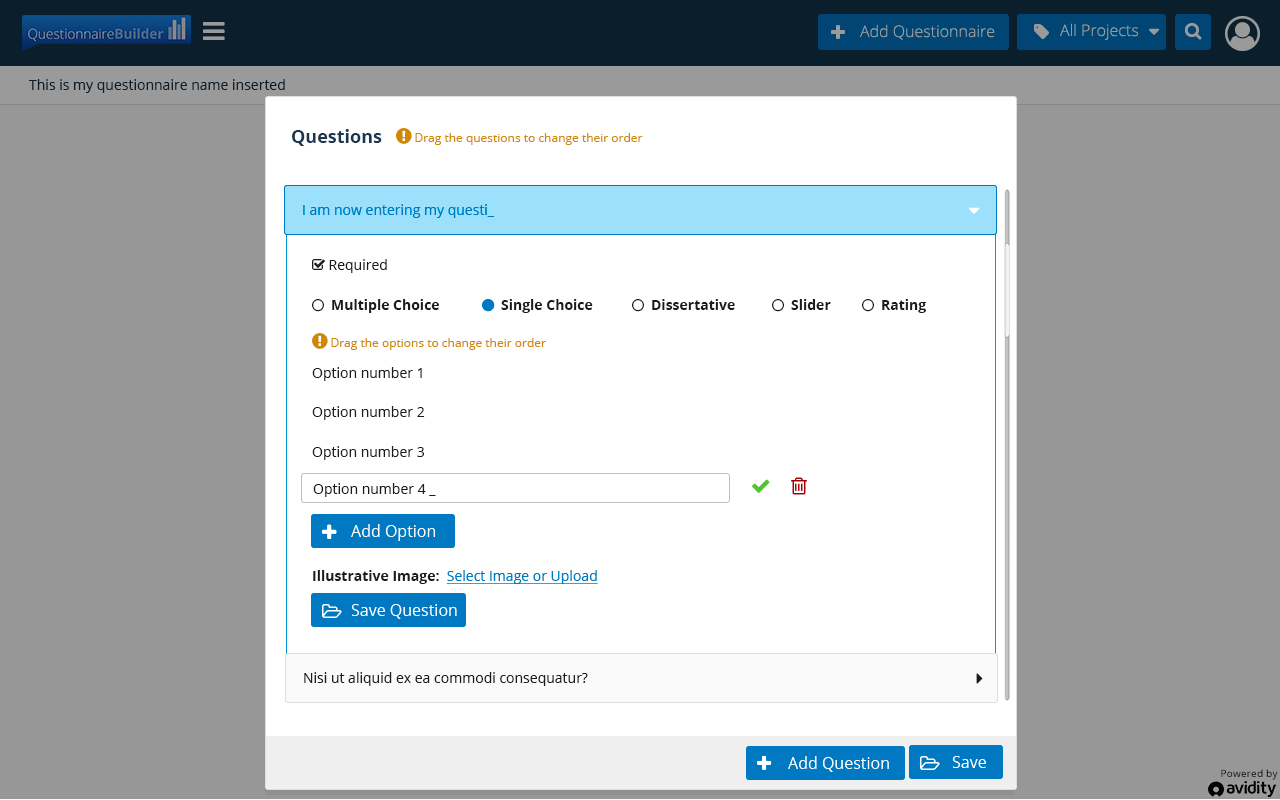 QuestionnaireBuilder
Add Questionnaire
All Projects
This is my questionnaire name inserted
Questions
Drag the questions to change their order
I am now entering my questi_
Required
Multiple Choice
Single Choice
Dissertative
Slider
Rating
Drag the options to change their order
Option number 1
Option number 2
Option number 3
Option number 4 _
Add Option
Illustrative Image: Select Image or Upload
Save Question
Nisi ut aliquid ex ea commodi consequatur?
Add Question
Save
Powered by
avidity